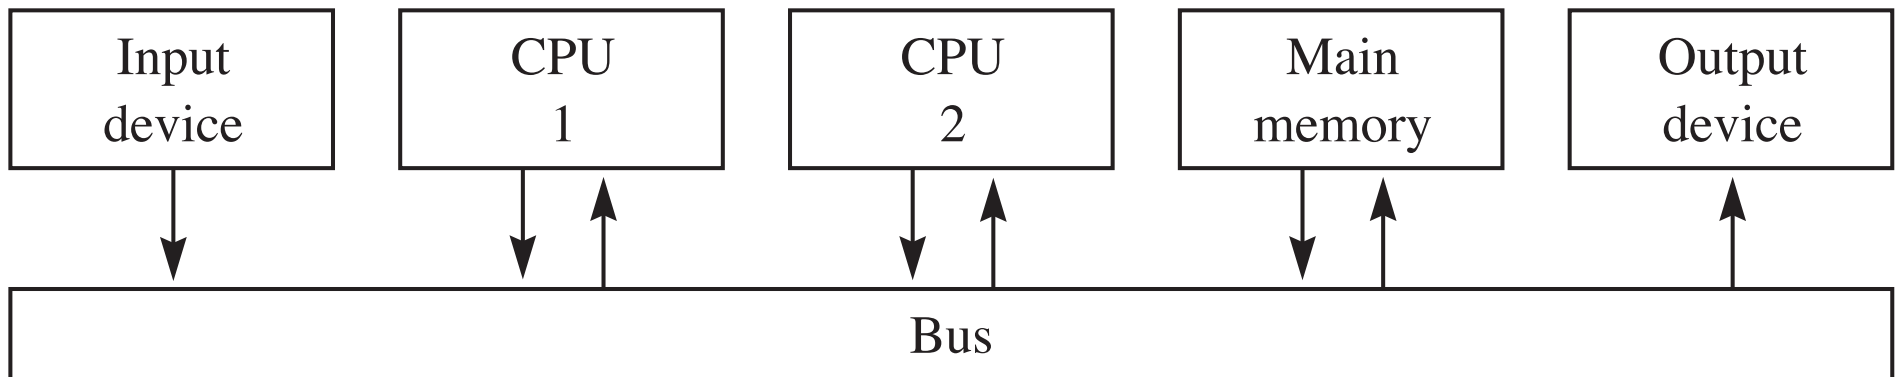 Input
device
CPU
1
CPU
2
Main
memory
Output
device
Bus